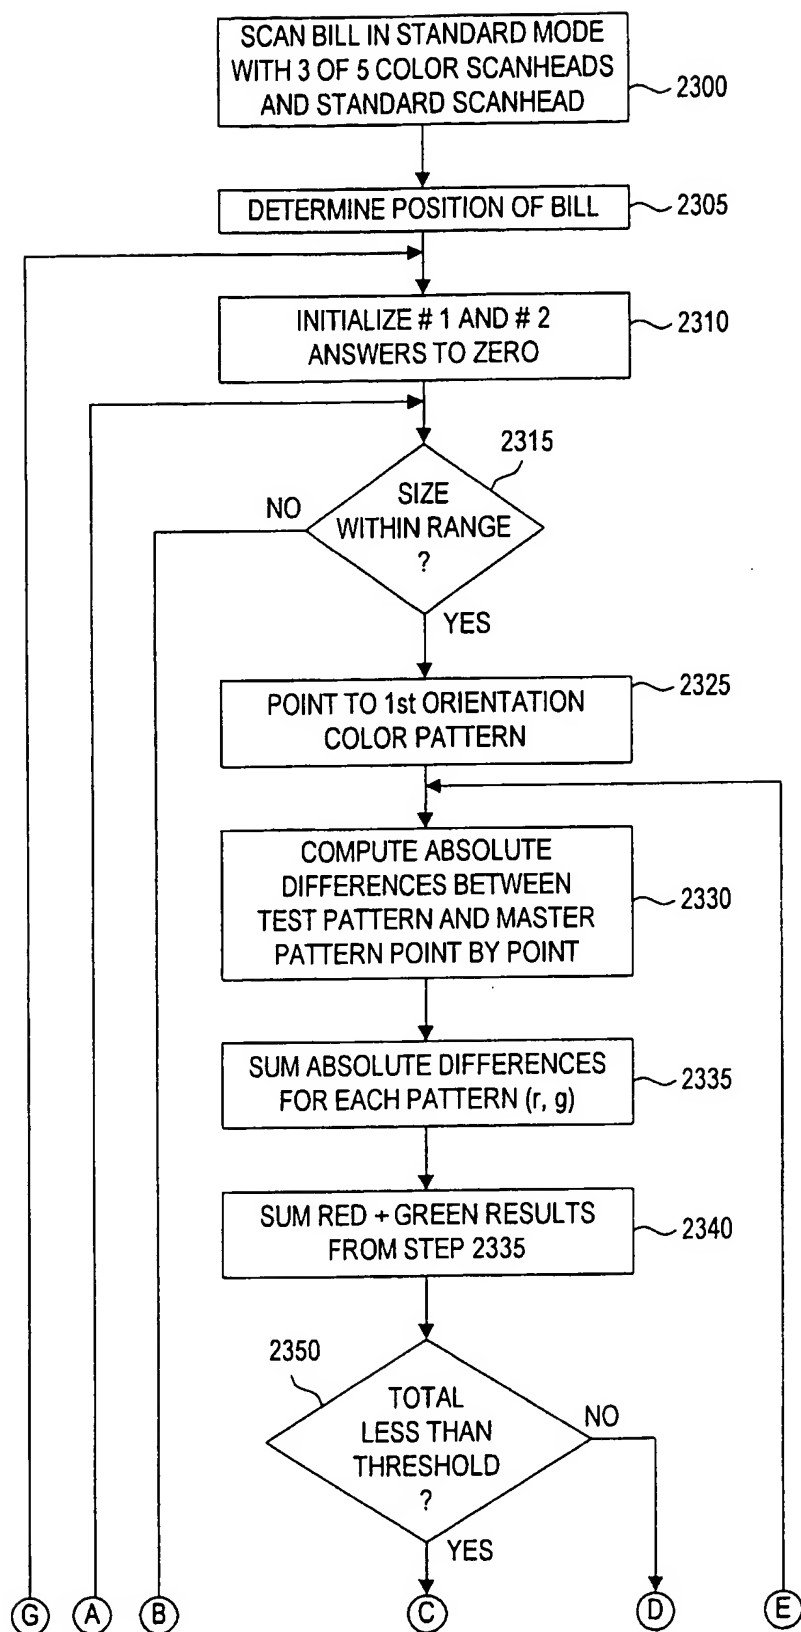 SCAN BILL IN STANDARD MODE
WITH 3 OF 5 COLOR SCANHEADS
AND STANDARD SCANHEAD
2300
DETERMINE POSITION OF BILL
2305
INITIALIZE # 1 AND # 2
ANSWERS TO ZERO
2310
2315
SIZE
WITHIN RANGE
?
NO
YES
POINT TO 1st ORIENTATION
COLOR PATTERN
2325
COMPUTE ABSOLUTE
DIFFERENCES BETWEEN
TEST PATTERN AND MASTER
PATTERN POINT BY POINT
2330
SUM ABSOLUTE DIFFERENCES
FOR EACH PATTERN (r, g)
2335
SUM RED + GREEN RESULTS
FROM STEP 2335
2340
2350
TOTAL
LESS THAN
THRESHOLD
?
NO
YES
G A B C D E